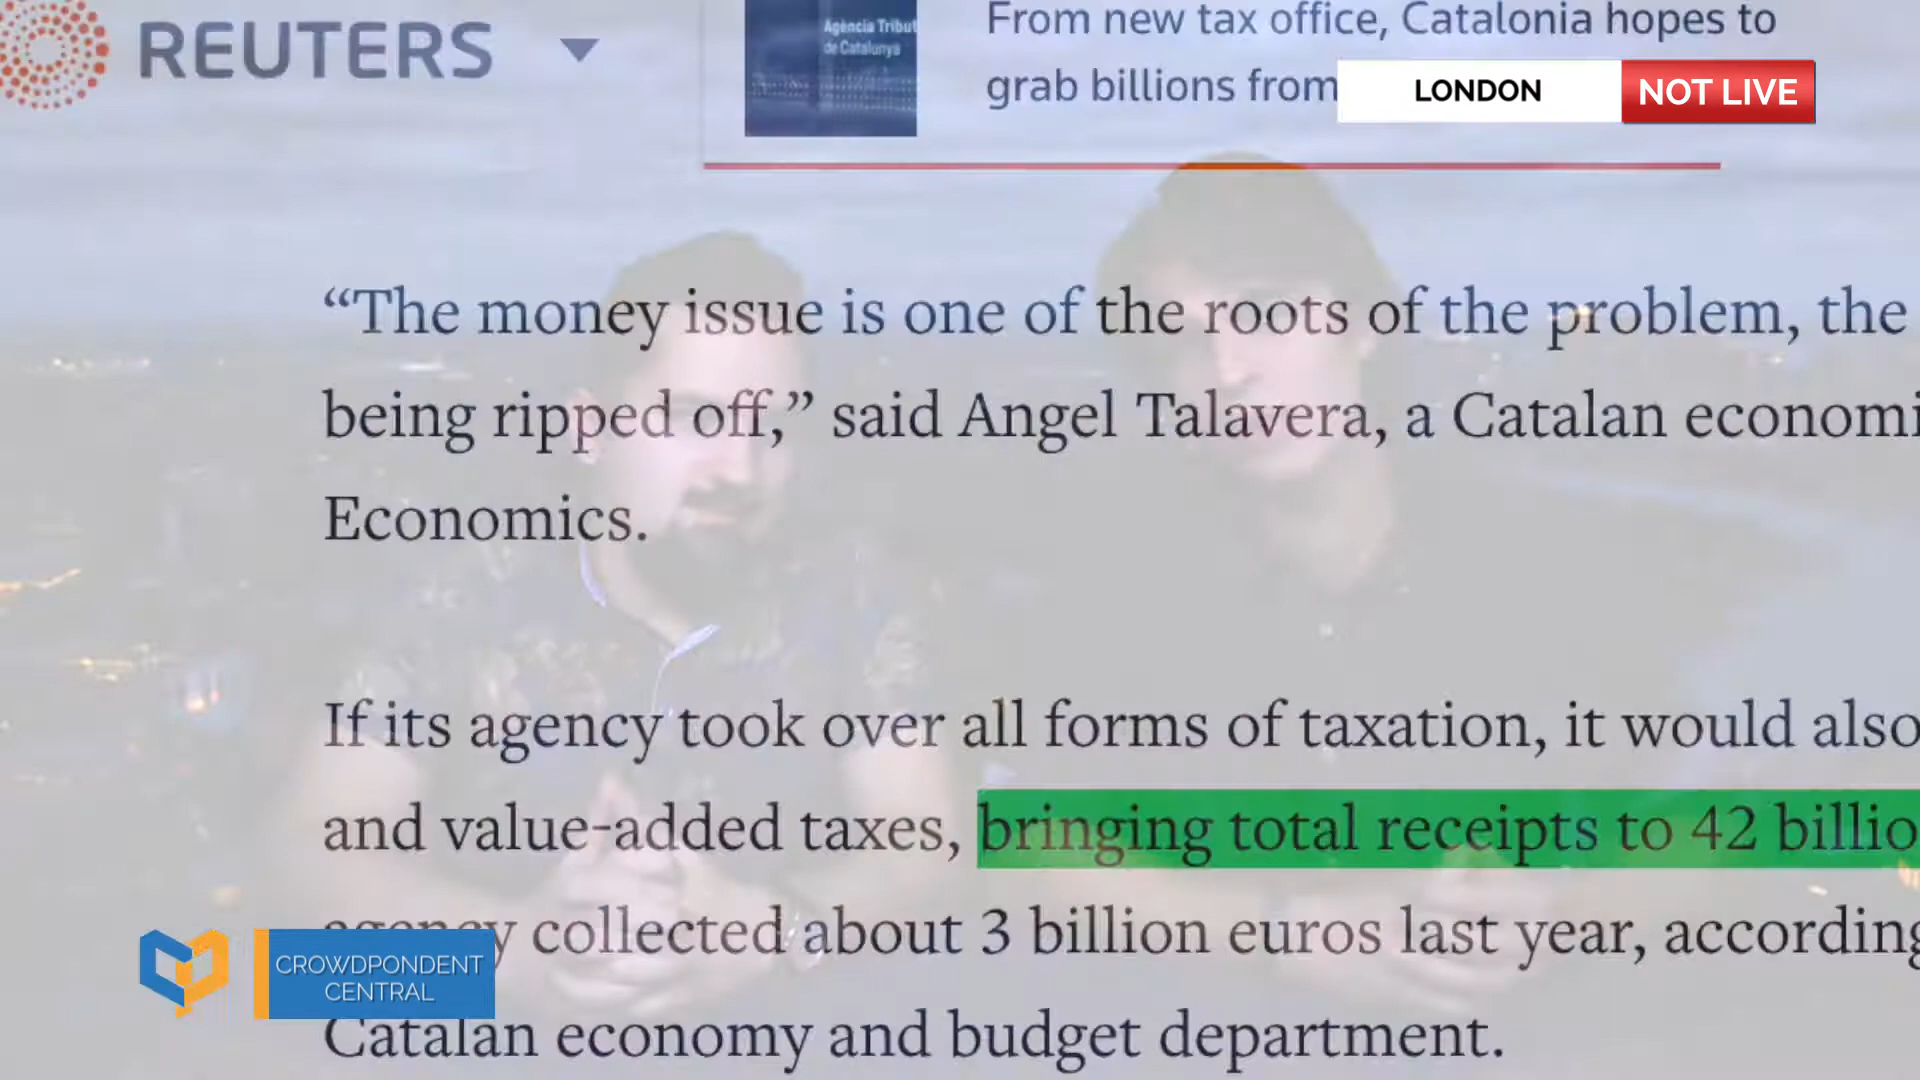 REUTERS
Agència Tribut
de Catalunya
From new tax office, Catalonia hopes to
grab billions from
LONDON
NOT LIVE
“The money issue is one of the roots of the problem, the
being ripped off,” said Angel Talavera, a Catalan economi
Economics.
If its agency took over all forms of taxation, it would also
and value-added taxes, bringing total receipts to 42 billio
agency collected about 3 billion euros last year, according
Catalan economy and budget department.
CROWDPONDENT
CENTRAL